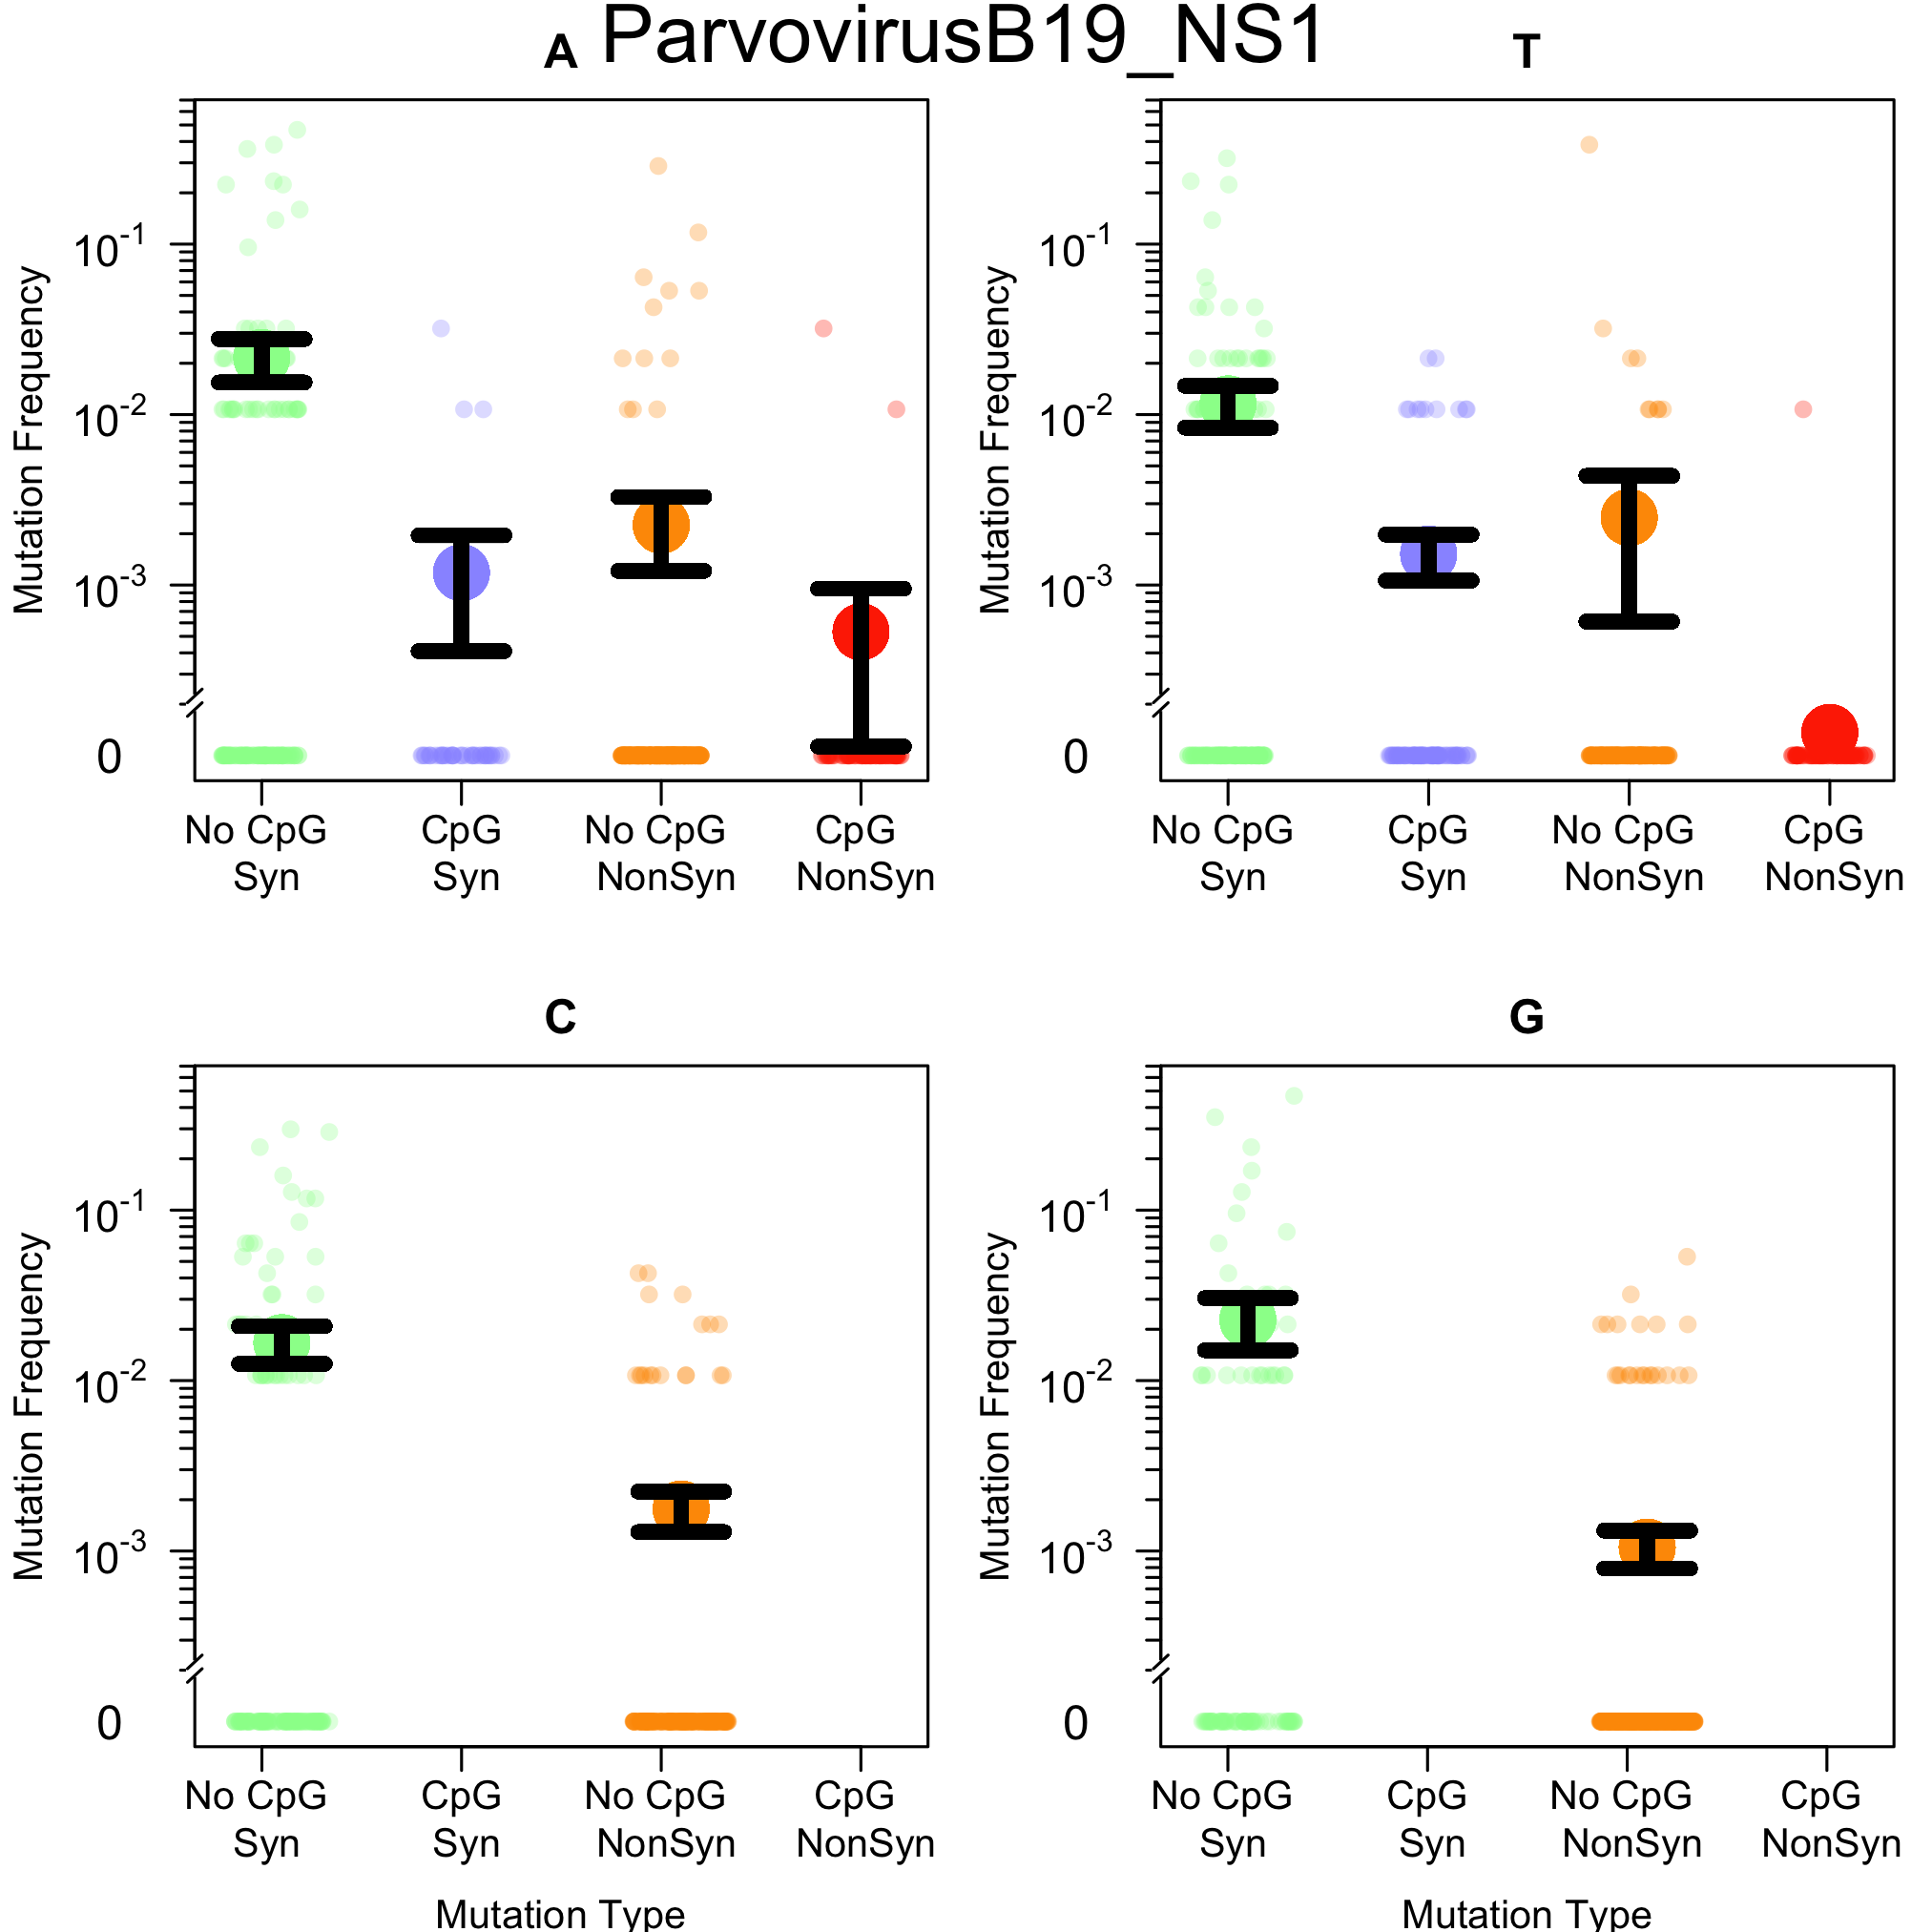 ParvovirusB19_NS1
A
Mutation Frequency
10-1
10-2
10-3
0
No CpG CpG No CpG CpG
Syn Syn NonSyn NonSyn
T
Mutation Frequency
10-1
10-2
10-3
0
No CpG CpG No CpG CpG
Syn Syn NonSyn NonSyn
C
Mutation Frequency
10-1
10-2
10-3
0
No CpG CpG No CpG CpG
Syn Syn NonSyn NonSyn
Mutation Type
G
Mutation Frequency
10-1
10-2
10-3
0
No CpG CpG No CpG CpG
Syn Syn NonSyn NonSyn
Mutation Type